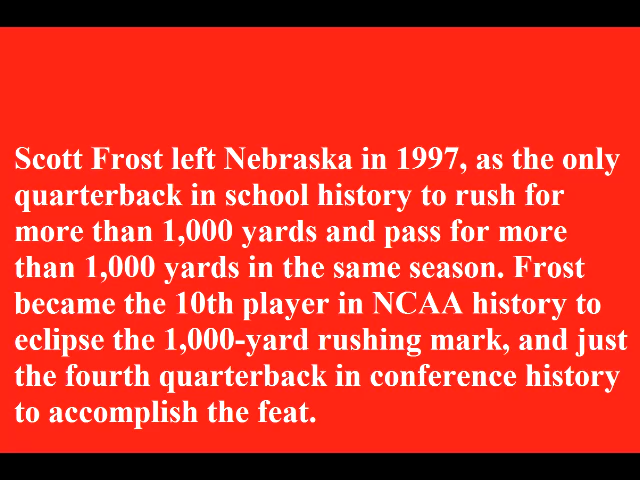 Scott Frost left Nebraska in 1997, as the only
quarterback in school history to rush for
more than 1,000 yards and pass for more
than 1,000 yards in the same season. Frost
became the 10th player in NCAA history to
eclipse the 1,000-yard rushing mark, and just
the fourth quarterback in conference history
to accomplish the feat.